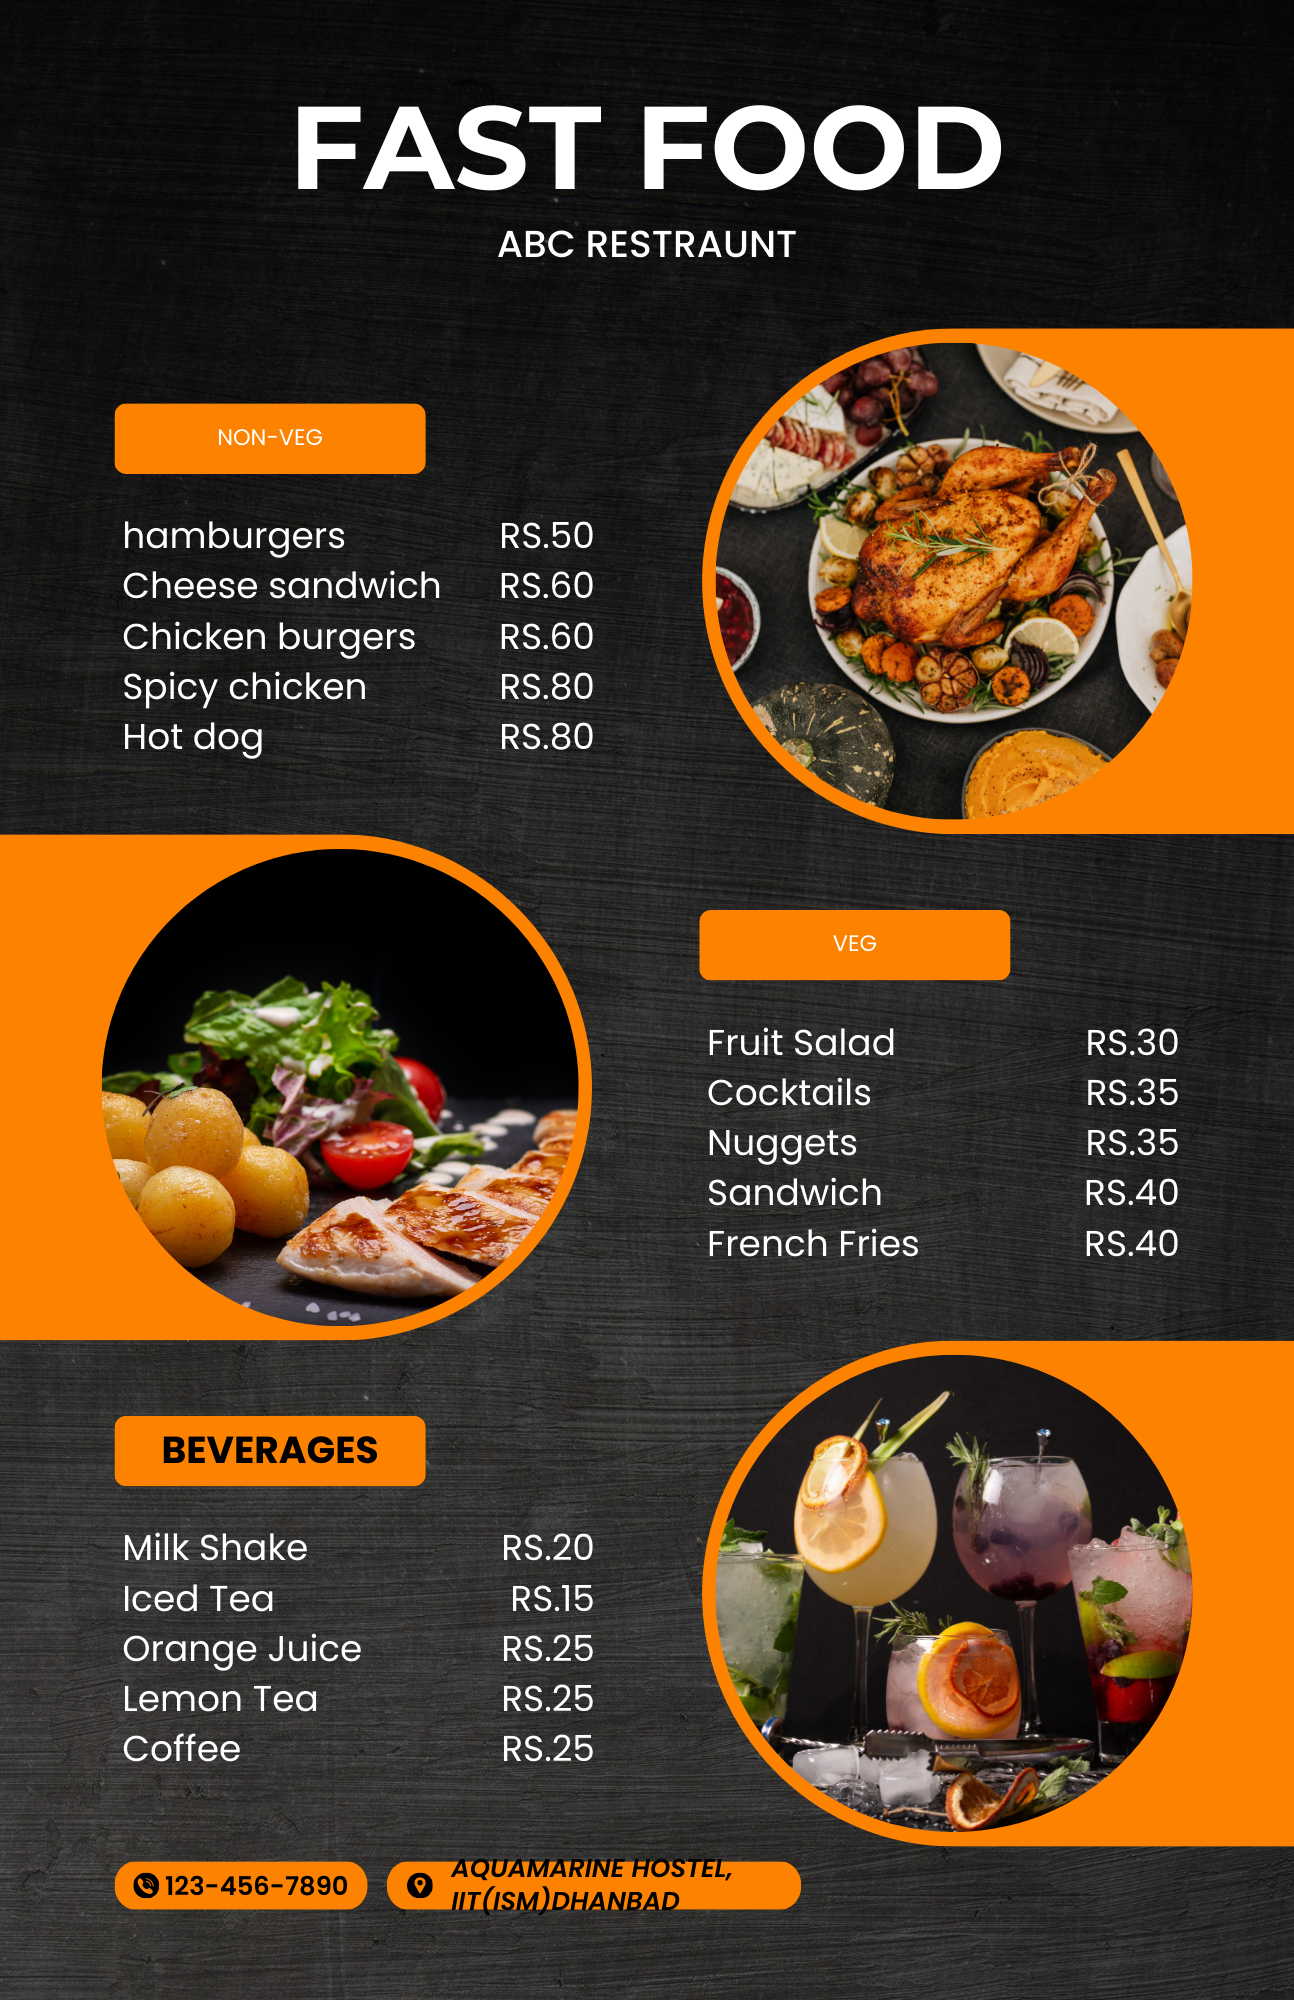 FAST FOOD
ABC RESTRAUNT
NON-VEG
hamburgers RS.50
Cheese sandwich RS.60
Chicken burgers RS.60
Spicy chicken RS.80
Hot dog RS.80
VEG
Fruit Salad RS.30
Cocktails RS.35
Nuggets RS.35
Sandwich RS.40
French Fries RS.40
BEVERAGES
Milk Shake RS.20
Iced Tea RS.15
Orange Juice RS.25
Lemon Tea RS.25
Coffee RS.25
123-456-7890
AQUAMARINE HOSTEL,
IIT(ISM)DHANBAD